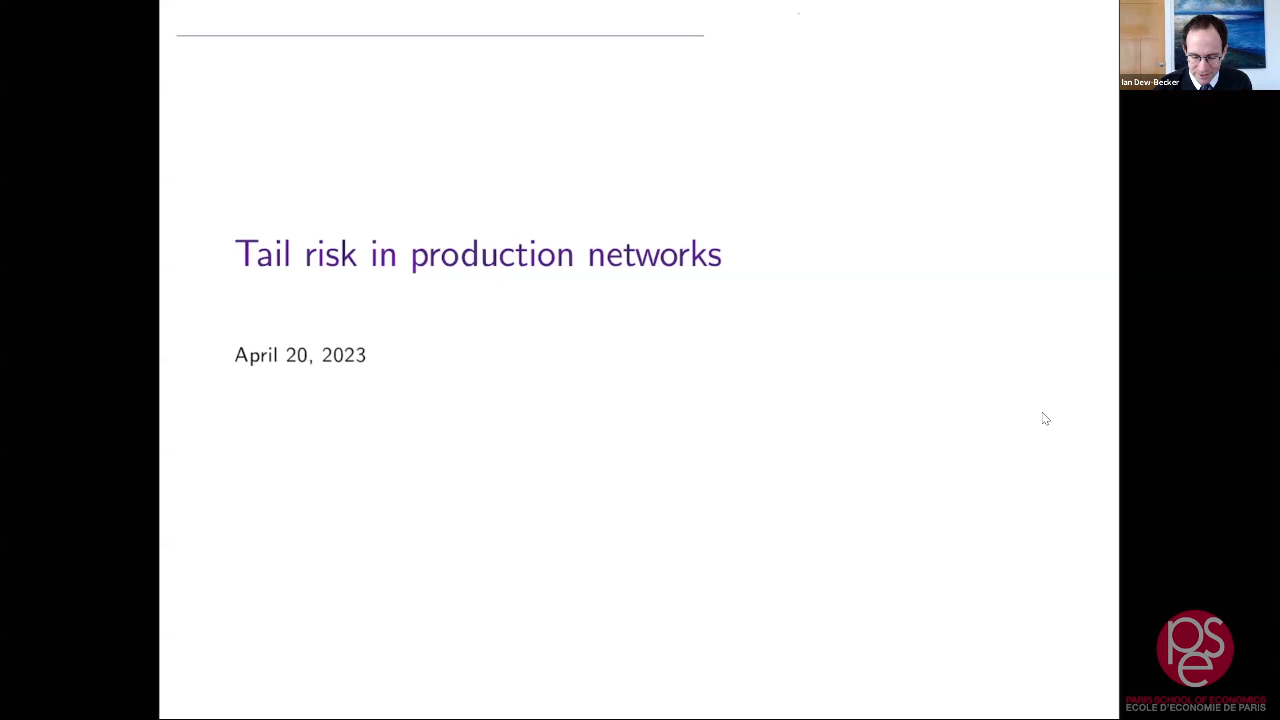 Ian Dew-Becker
Tail risk in production networks
April 20, 2023
pse
PARIS SCHOOL OF ECONOMICS
ECOLE D'ECONOMIE DE PARIS